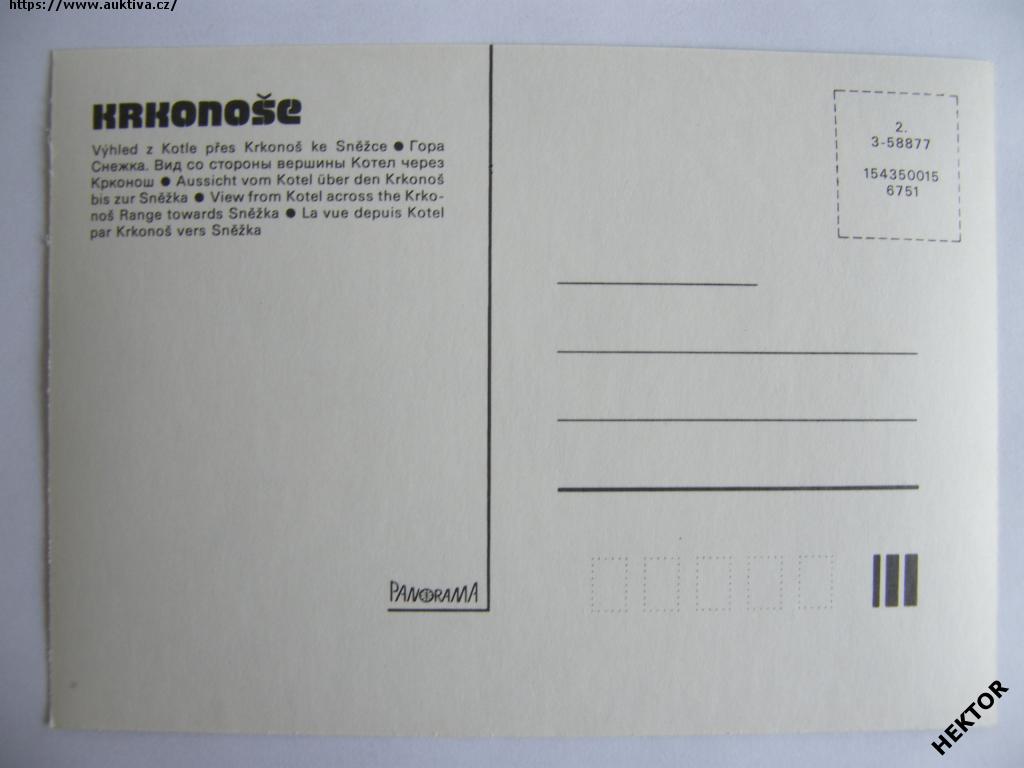 https://www.auktiva.cz/
KRKONOŠE
Výhled z Kotle přes Krkonoš ke Sněžce ● Гора
Снежка. Вид со стороны вершины Котел через
Крконош ● Aussicht vom Kotel über den Krkonoš
bis zur Sněžka ● View from Kotel across the Krko-
noš Range towards Sněžka ● La vue depuis Kotel
par Krkonoš vers Sněžka
2.
3-58877
154350015
6751
PANORAMA
HEKTOR